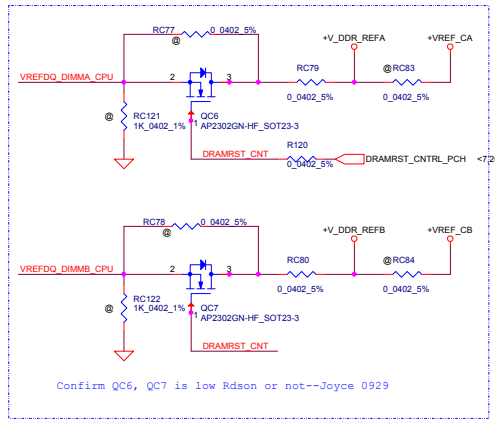 RC77
0_0402_5%
@
+V_DDR_REFA
+VREF_CA
VREFDQ_DIMMA_CPU
2
3
RC79
0_0402_5%
@ RC83
0_0402_5%
@
RC121
1K_0402_1%
1
QC6
AP2302GN-HF_SOT23-3
DRAMRST_CNT
R120
0_0402_5%
DRAMRST_CNTRL_PCH
RC78
0_0402_5%
@
+V_DDR_REFB
+VREF_CB
VREFDQ_DIMMB_CPU
2
3
RC80
0_0402_5%
@ RC84
0_0402_5%
@
RC122
1K_0402_1%
1
QC7
AP2302GN-HF_SOT23-3
DRAMRST_CNT
Confirm QC6, QC7 is low Rdson or not--Joyce 0929